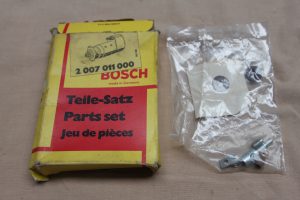 2 007 011 000
BOSCH
Teile-Satz
Parts set
Jeu de pièces